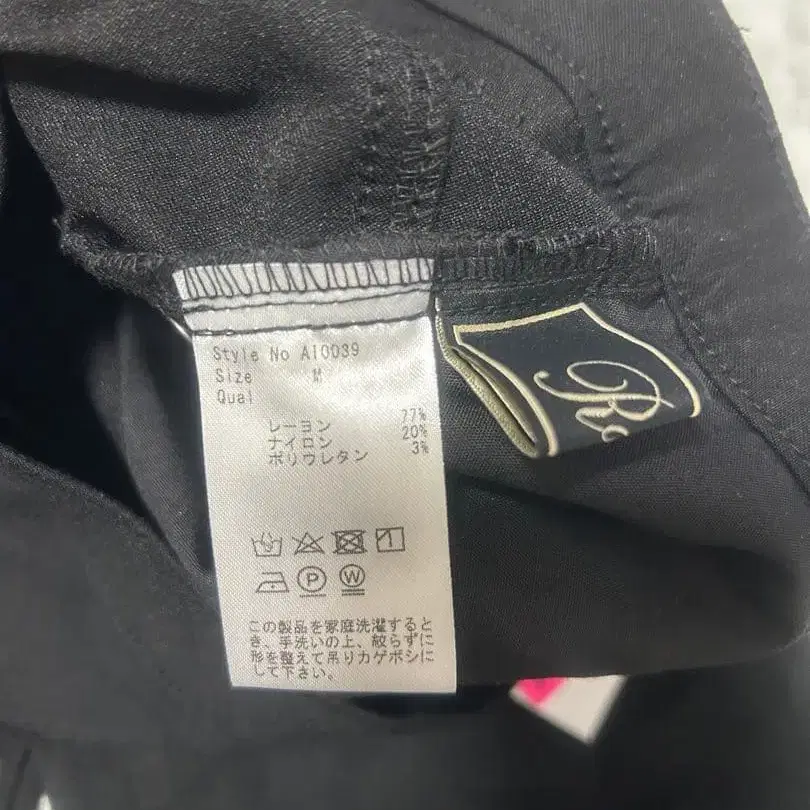 Style No AI0039
Size M
Qual
レーヨン 77%
ナイロン 20%
ポリウレタン 3%
P W
この製品を家庭洗濯すると
き、手洗いの上、絞らずに
形を整えて吊りカゲボシに
して下さい。